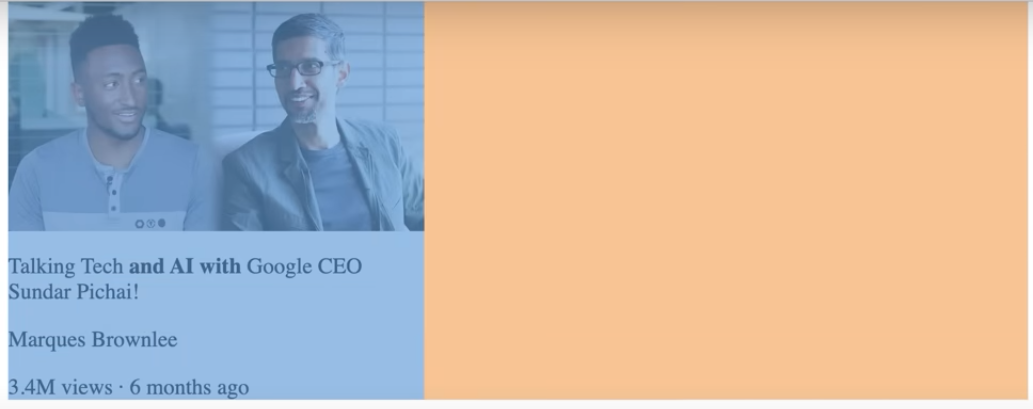 Talking Tech and AI with Google CEO
Sundar Pichai!
Marques Brownlee
3.4M views · 6 months ago